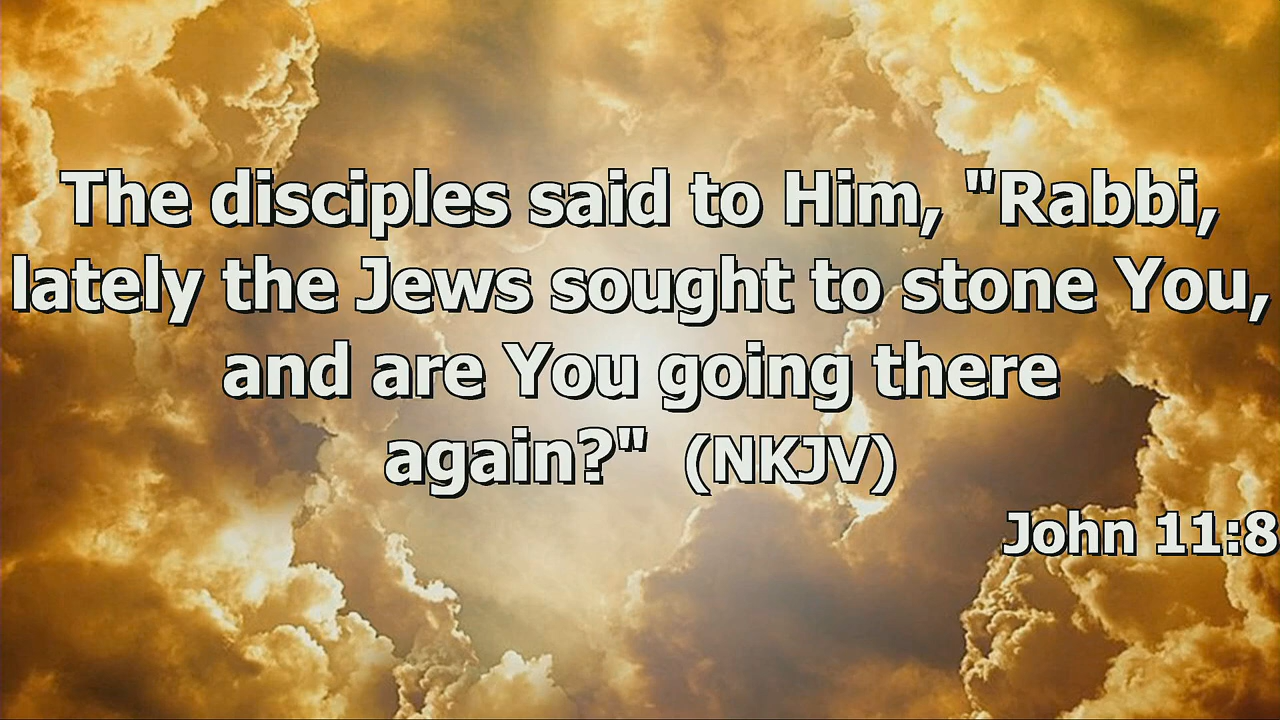 The disciples said to Him, "Rabbi,
lately the Jews sought to stone You,
and are You going there
again?"  (NKJV)
John 11:8